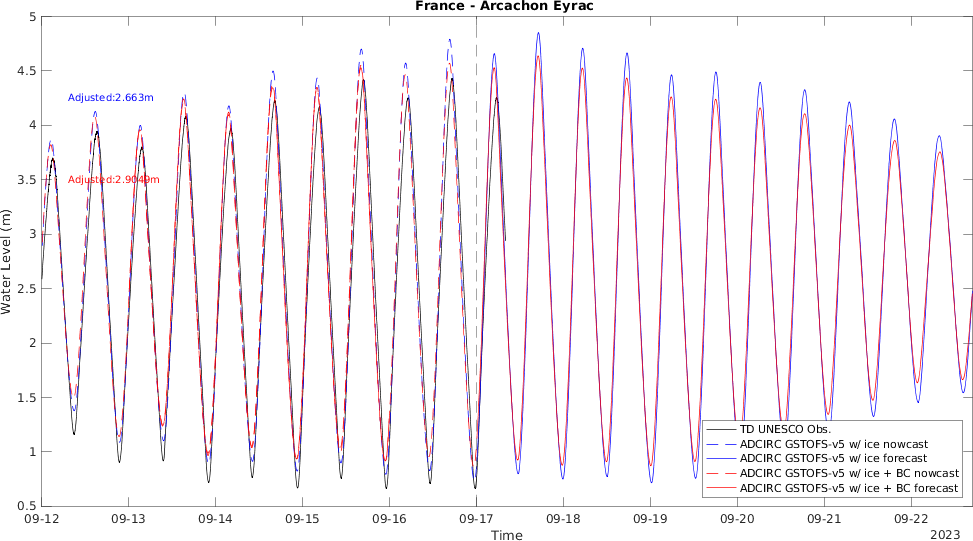 France - Arcachon Eyrac
5
4.5
4
3.5
3
2.5
2
1.5
1
0.5
Water Level (m)
Adjusted:2.663m
Adjusted:2.9049m
TD UNESCO Obs.
ADCIRC GSTOFS-v5 w/ ice nowcast
ADCIRC GSTOFS-v5 w/ ice forecast
ADCIRC GSTOFS-v5 w/ ice + BC nowcast
ADCIRC GSTOFS-v5 w/ ice + BC forecast
09-12 09-13 09-14 09-15 09-16 09-17 09-18 09-19 09-20 09-21 09-22
Time
2023